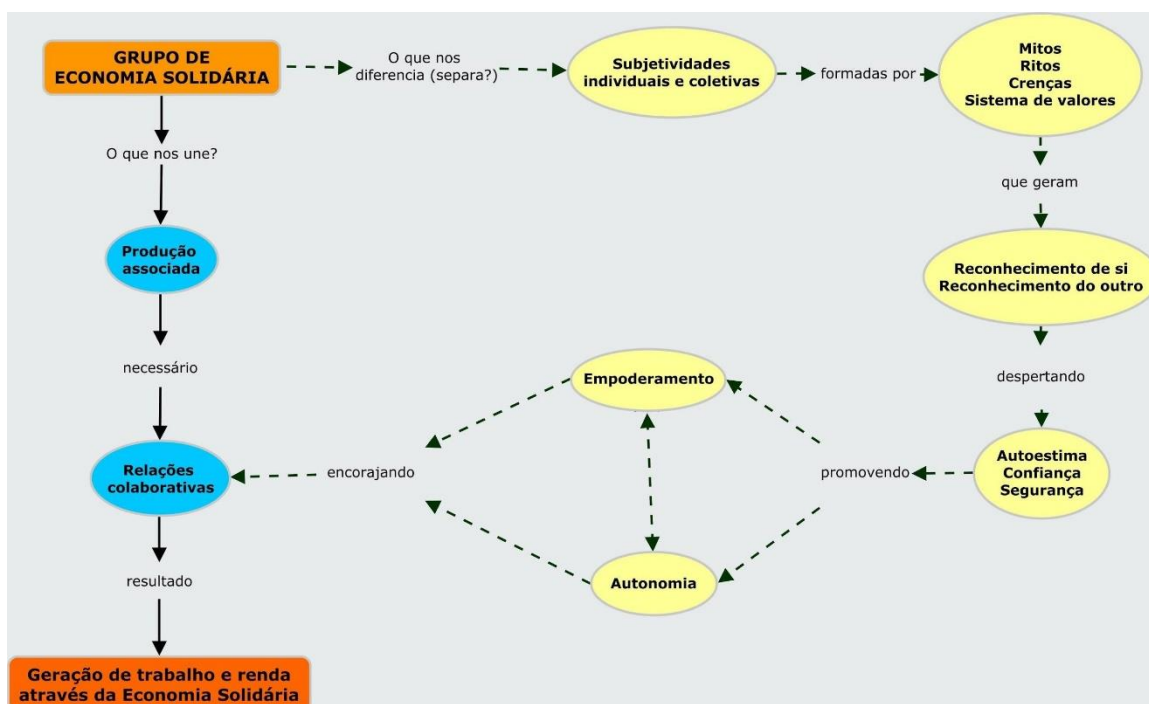 GRUPO DE
ECONOMIA SOLIDÁRIA
O que nos
diferencia (separa?)
Subjetividades
individuais e coletivas
formadas por
Mitos
Ritos
Crenças
Sistema de valores
O que nos une?
que geram
Produção
associada
Reconhecimento de si
Reconhecimento do outro
necessário
Empoderamento
despertando
Relações
colaborativas
encorajando
promovendo
Autoestima
Confiança
Segurança
resultado
Autonomia
Geração de trabalho e renda
através da Economia Solidária